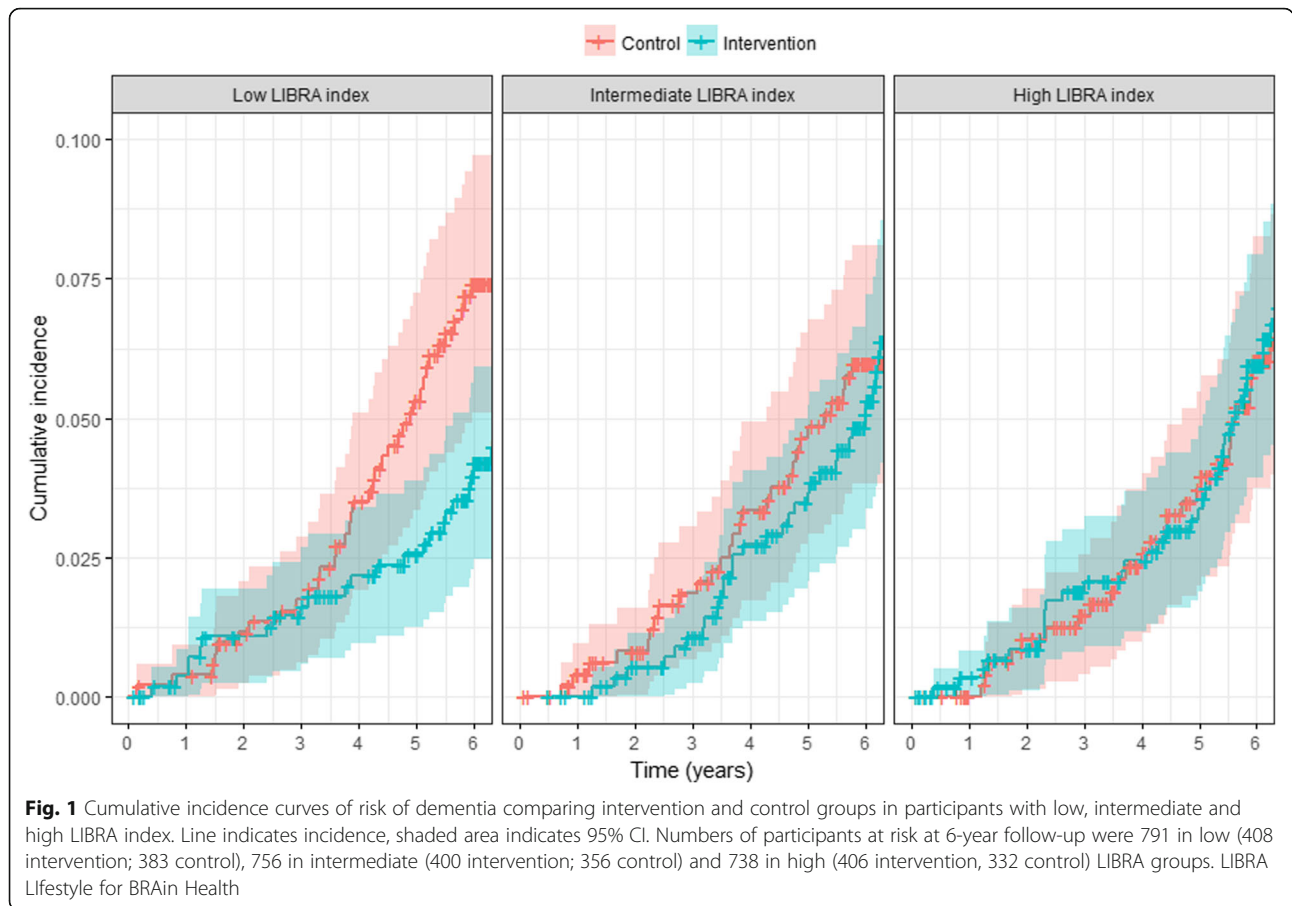 Control Intervention
Low LIBRA index Intermediate LIBRA index High LIBRA index
0.100
0.075
0.050
0.025
0.000
Cumulative incidence
0 1 2 3 4 5 6 0 1 2 3 4 5 6 0 1 2 3 4 5 6
Time (years)
Fig. 1 Cumulative incidence curves of risk of dementia comparing intervention and control groups in participants with low, intermediate and
high LIBRA index. Line indicates incidence, shaded area indicates 95% CI. Numbers of participants at risk at 6-year follow-up were 791 in low (408
intervention; 383 control), 756 in intermediate (400 intervention; 356 control) and 738 in high (406 intervention, 332 control) LIBRA groups. LIBRA
LIfestyle for BRAin Health